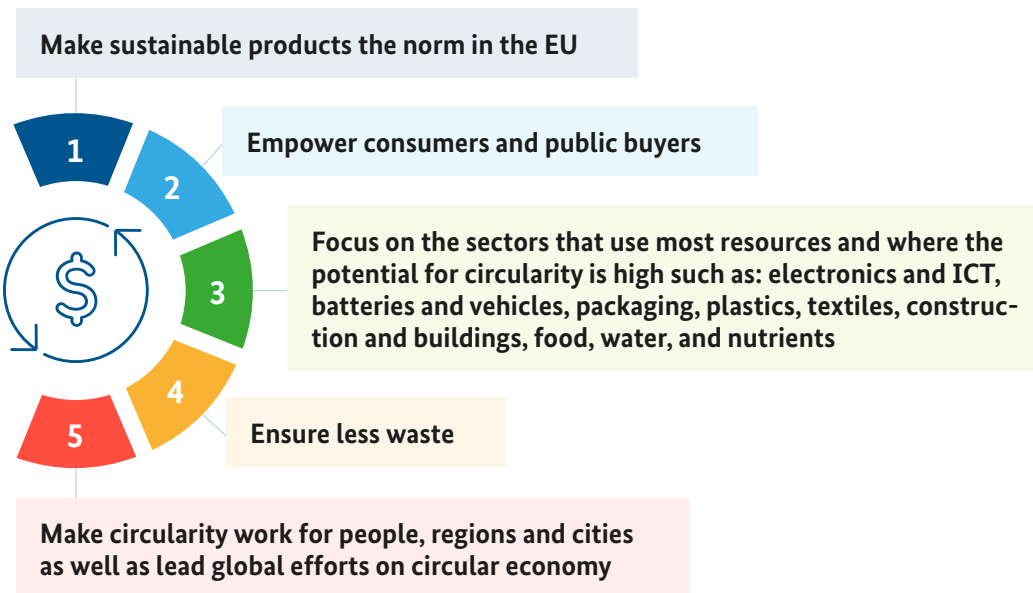 Make sustainable products the norm in the EU
1
Empower consumers and public buyers
2
Focus on the sectors that use most resources and where the
potential for circularity is high such as: electronics and ICT,
batteries and vehicles, packaging, plastics, textiles, construc-
tion and buildings, food, water, and nutrients
3
$
4
Ensure less waste
5
Make circularity work for people, regions and cities
as well as lead global efforts on circular economy